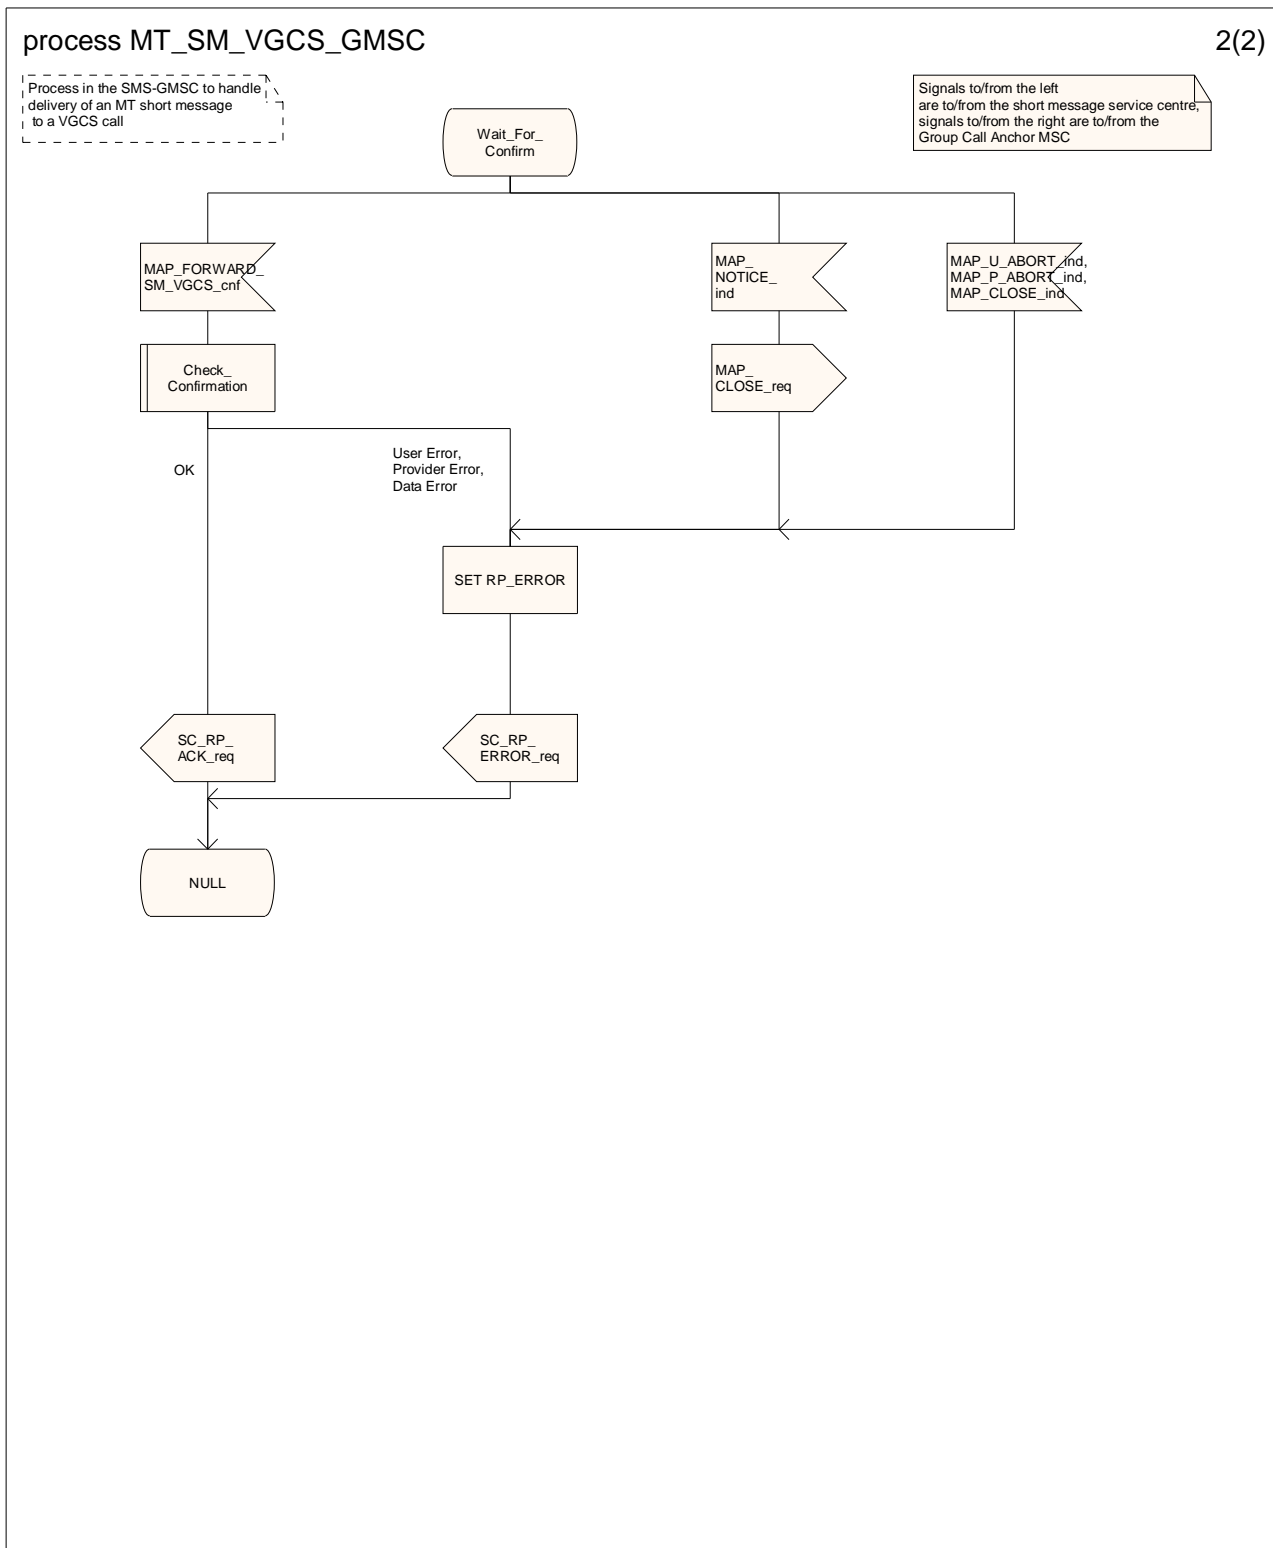 process MT_SM_VGCS_GMSC
2(2)
Process in the SMS-GMSC to handle
delivery of an MT short message
to a VGCS call
Signals to/from the left
are to/from the short message service centre,
signals to/from the right are to/from the
Group Call Anchor MSC
Wait_For_
Confirm
MAP_FORWARD_
SM_VGCS_cnf
MAP_
NOTICE_
ind
MAP_U_ABORT_ind,
MAP_P_ABORT_ind,
MAP_CLOSE_ind
Check_
Confirmation
MAP_
CLOSE_req
OK
User Error,
Provider Error,
Data Error
SET RP_ERROR
SC_RP_
ACK_req
SC_RP_
ERROR_req
NULL